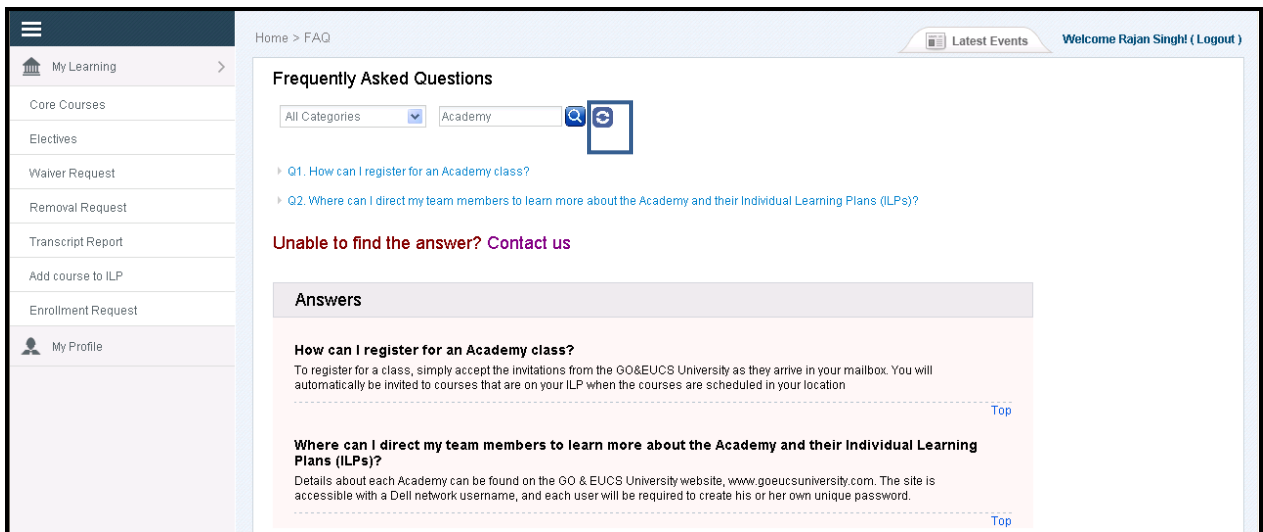 Home > FAQ
Latest Events
Welcome Rajan Singh! ( Logout )
My Learning
Core Courses
Electives
Waiver Request
Removal Request
Transcript Report
Add course to ILP
Enrollment Request
My Profile
Frequently Asked Questions
All Categories
Academy
Q1. How can I register for an Academy class?
Q2. Where can I direct my team members to learn more about the Academy and their Individual Learning Plans (ILPs)?
Unable to find the answer? Contact us
Answers
How can I register for an Academy class?
To register for a class, simply accept the invitations from the GO&EUCS University as they arrive in your mailbox. You will
automatically be invited to courses that are on your ILP when the courses are scheduled in your location
Top
Where can I direct my team members to learn more about the Academy and their Individual Learning
Plans (ILPs)?
Details about each Academy can be found on the GO & EUCS University website, www.goeucsuniversity.com. The site is
accessible with a Dell network username, and each user will be required to create his or her own unique password.
Top